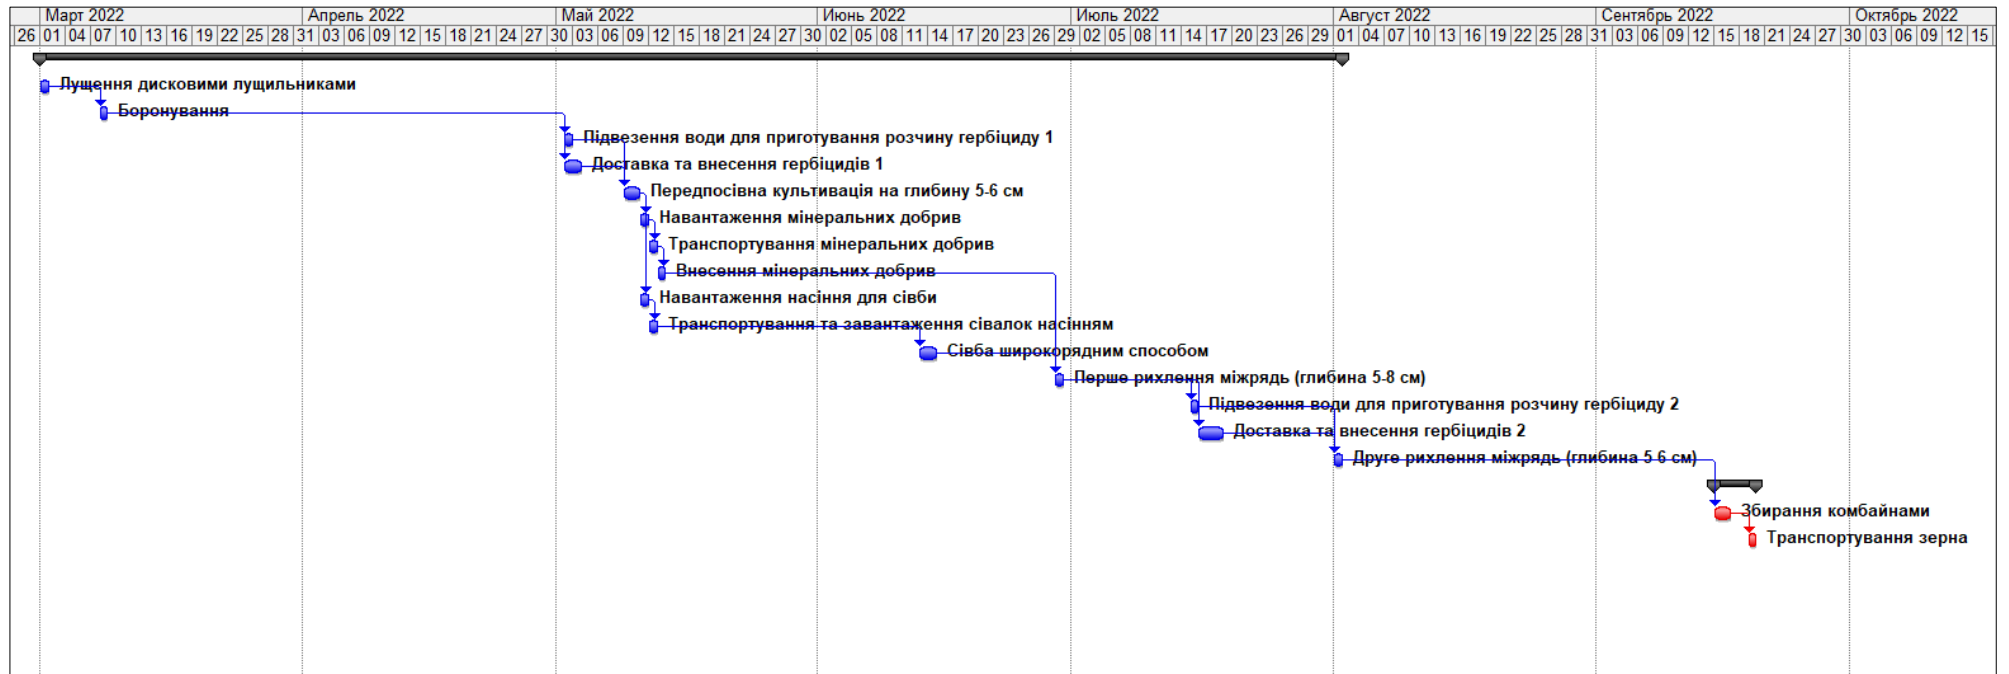 Март 2022 Апрель 2022 Май 2022 Июнь 2022 Июль 2022 Август 2022 Сентябрь 2022 Октябрь 2022
26 01 04 07 10 13 16 19 22 25 28 31 03 06 09 12 15 18 21 24 27 30 03 06 09 12 15 18 21 24 27 30 02 05 08 11 14 17 20 23 26 29 02 05 08 11 14 17 20 23 26 29 01 04 07 10 13 16 19 22 25 28 31 03 06 09 12 15 18 21 24 27 30 03 06 09 12 15
Лущення дисковими лущильниками
Боронування
Підвезення води для приготування розчину гербіциду 1
Доставка та внесення гербіцидів 1
Передпосівна культивація на глибину 5-6 см
Навантаження мінеральних добрив
Транспортування мінеральних добрив
Внесення мінеральних добрив
Навантаження насіння для сівби
Транспортування та завантаження сівалок насінням
Сівба широкорядним способом
Перше рихлення міжрядь (глибина 5-8 см)
Підвезення води для приготування розчину гербіциду 2
Доставка та внесення гербіцидів 2
Друге рихлення міжрядь (глибина 5 6 см)
Збирання комбайнами
Транспортування зерна